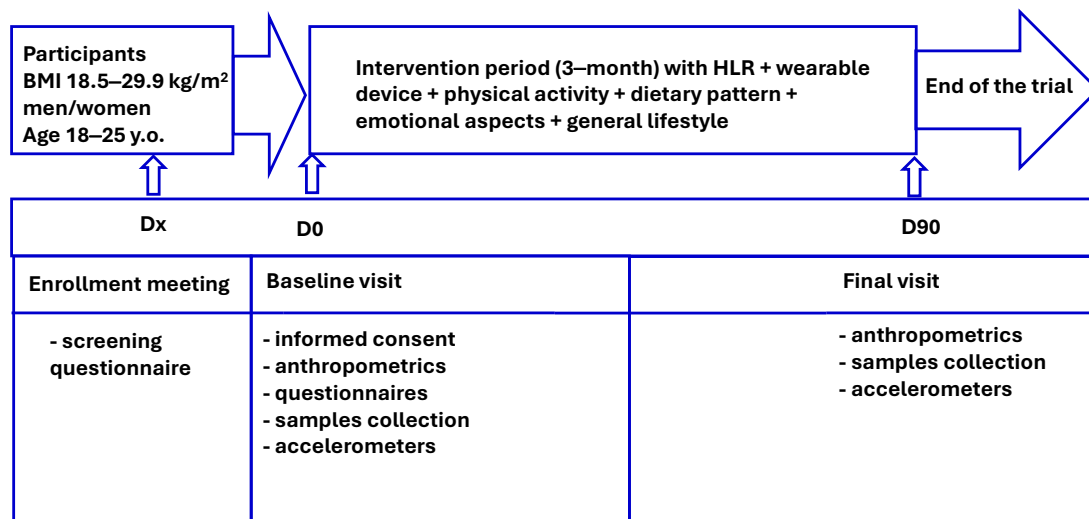 Participants
BMI 18.5–29.9 kg/m²
men/women
Age 18–25 y.o.
Intervention period (3–month) with HLR + wearable
device + physical activity + dietary pattern +
emotional aspects + general lifestyle
End of the trial
Dx
D0
D90
Enrollment meeting
Baseline visit
Final visit
- screening
questionnaire
- informed consent
- anthropometrics
- questionnaires
- samples collection
- accelerometers
- anthropometrics
- samples collection
- accelerometers